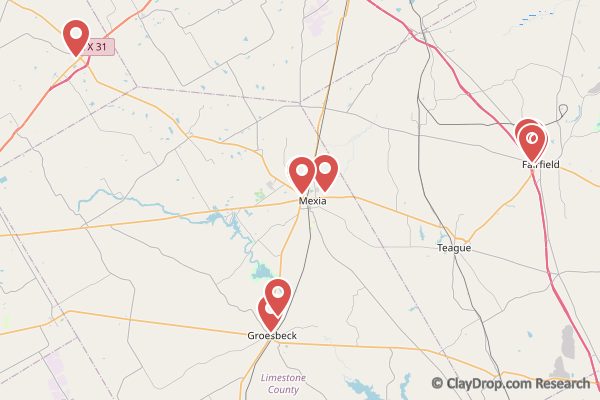 X 31
Fairfield
Mexia
Teague
Groesbeck
Limestone
County
© ClayDrop.com Research